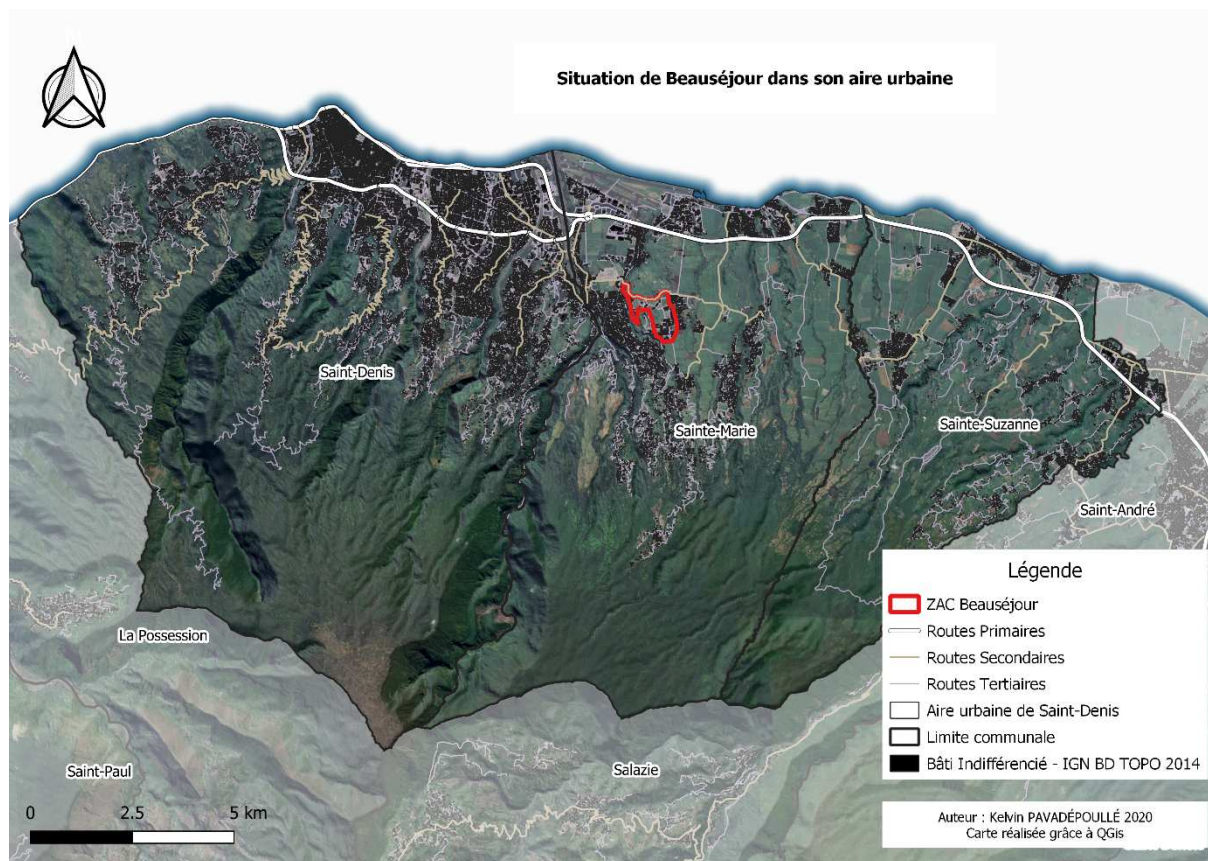 Situation de Beauséjour dans son aire urbaine
Saint-Denis
Sainte-Marie
Sainte-Suzanne
Saint-André
La Possession
Saint-Paul
Salazie
Légende
ZAC Beauséjour
Routes Primaires
Routes Secondaires
Routes Tertiaires
Aire urbaine de Saint-Denis
Limite communale
Bâti Indifférencié - IGN BD TOPO 2014
0 2.5 5 km
Auteur : Kelvin PAVADÉPOULLÉ 2020
Carte réalisée grâce à QGis